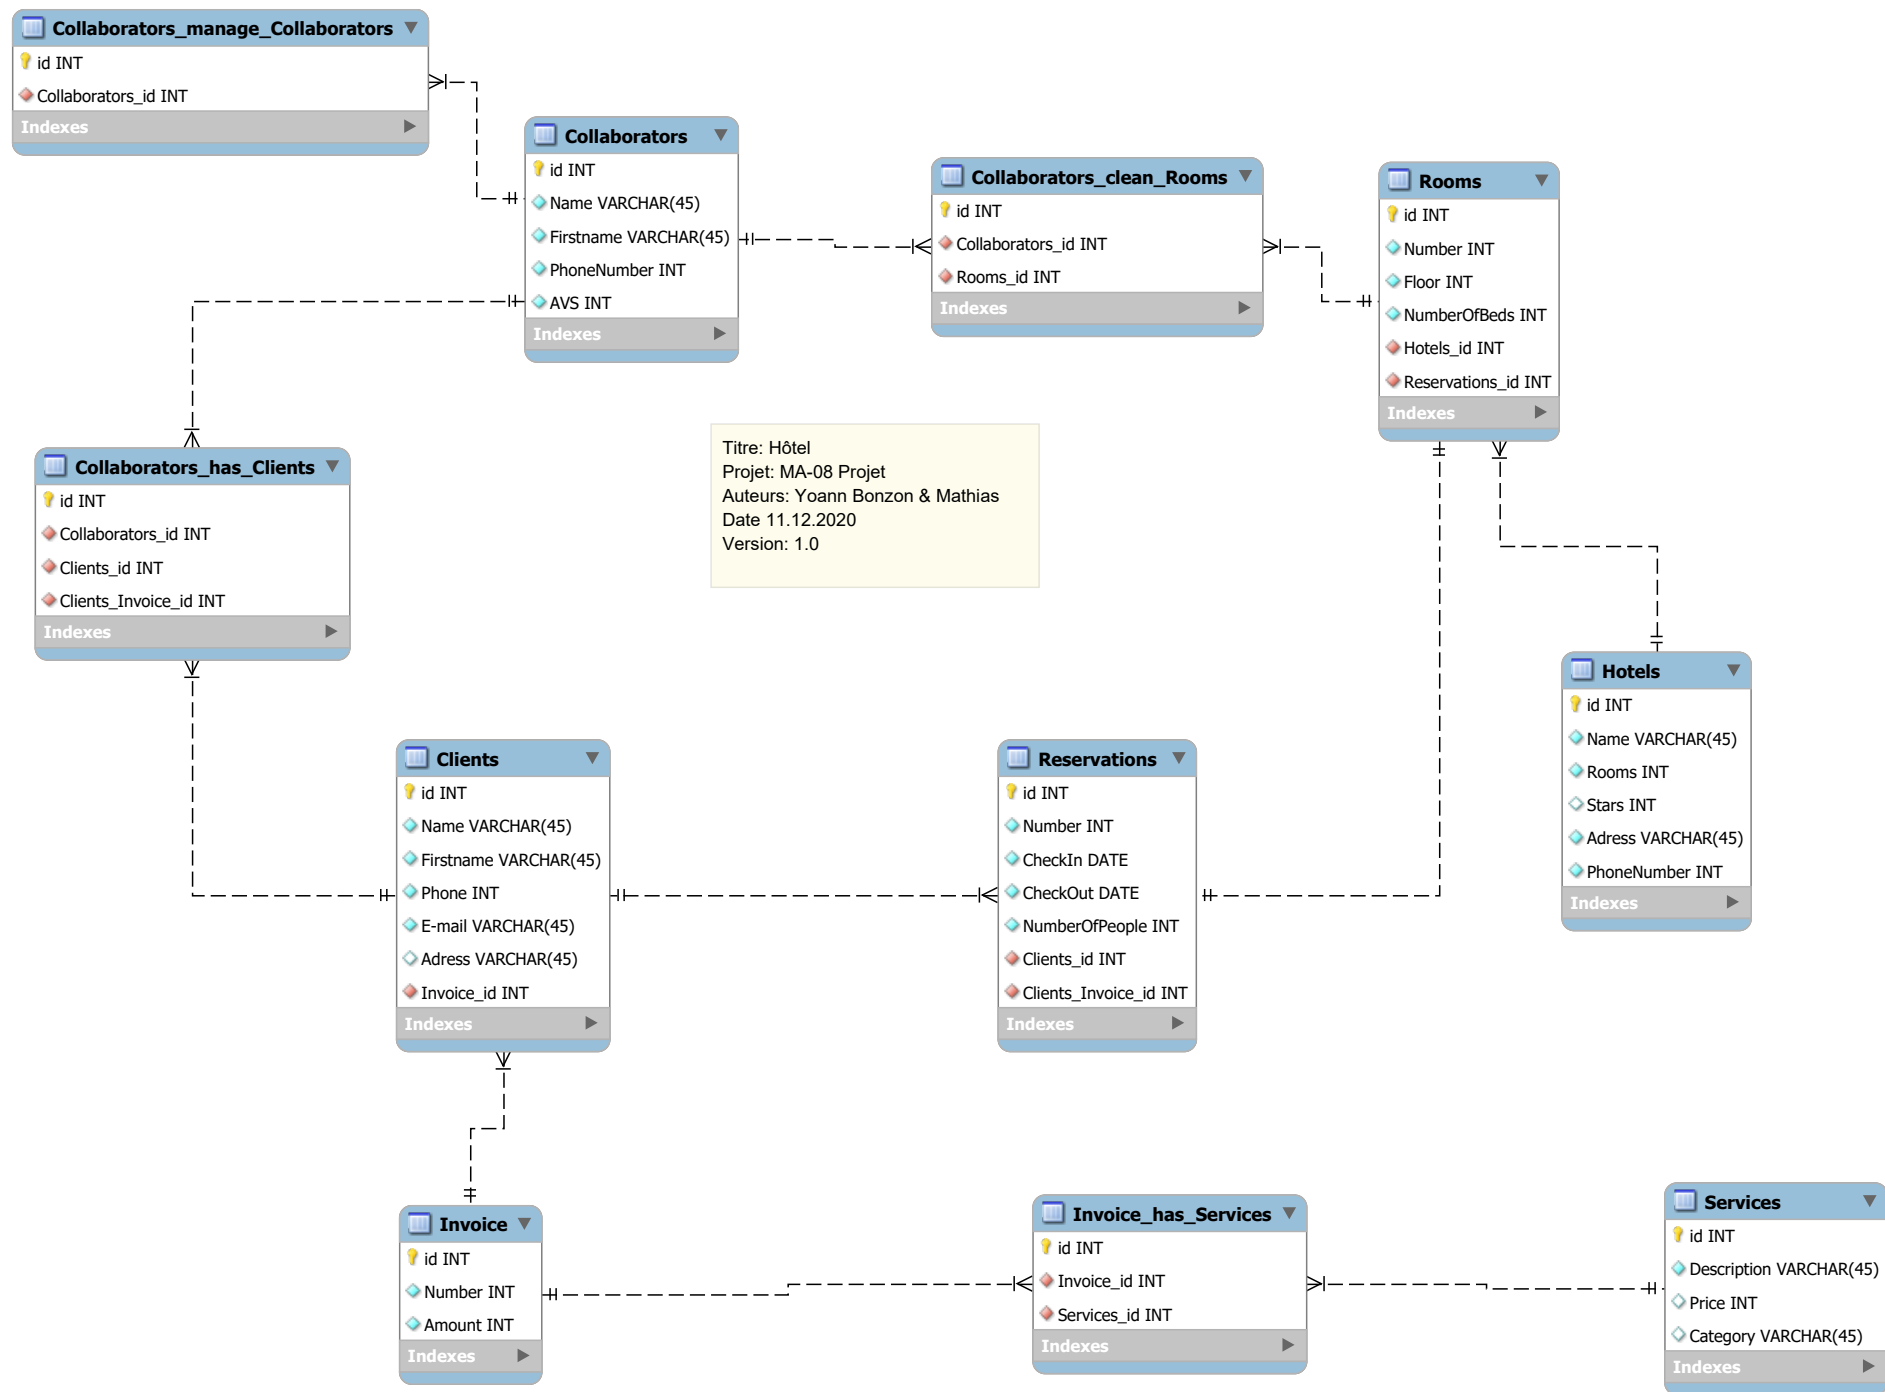 Collaborators_manage_Collaborators
id INT
Collaborators_id INT
Indexes
Collaborators
id INT
Name VARCHAR(45)
Firstname VARCHAR(45)
PhoneNumber INT
AVS INT
Indexes
Collaborators_clean_Rooms
id INT
Collaborators_id INT
Rooms_id INT
Indexes
Rooms
id INT
Number INT
Floor INT
NumberOfBeds INT
Hotels_id INT
Reservations_id INT
Indexes
Titre: Hôtel
Projet: MA-08 Projet
Auteurs: Yoann Bonzon & Mathias
Date 11.12.2020
Version: 1.0
Collaborators_has_Clients
id INT
Collaborators_id INT
Clients_id INT
Clients_Invoice_id INT
Indexes
Hotels
id INT
Name VARCHAR(45)
Rooms INT
Stars INT
Adress VARCHAR(45)
PhoneNumber INT
Indexes
Clients
id INT
Name VARCHAR(45)
Firstname VARCHAR(45)
Phone INT
E-mail VARCHAR(45)
Adress VARCHAR(45)
Invoice_id INT
Indexes
Reservations
id INT
Number INT
CheckIn DATE
CheckOut DATE
NumberOfPeople INT
Clients_id INT
Clients_Invoice_id INT
Indexes
Invoice
id INT
Number INT
Amount INT
Indexes
Invoice_has_Services
id INT
Invoice_id INT
Services_id INT
Indexes
Services
id INT
Description VARCHAR(45)
Price INT
Category VARCHAR(45)
Indexes